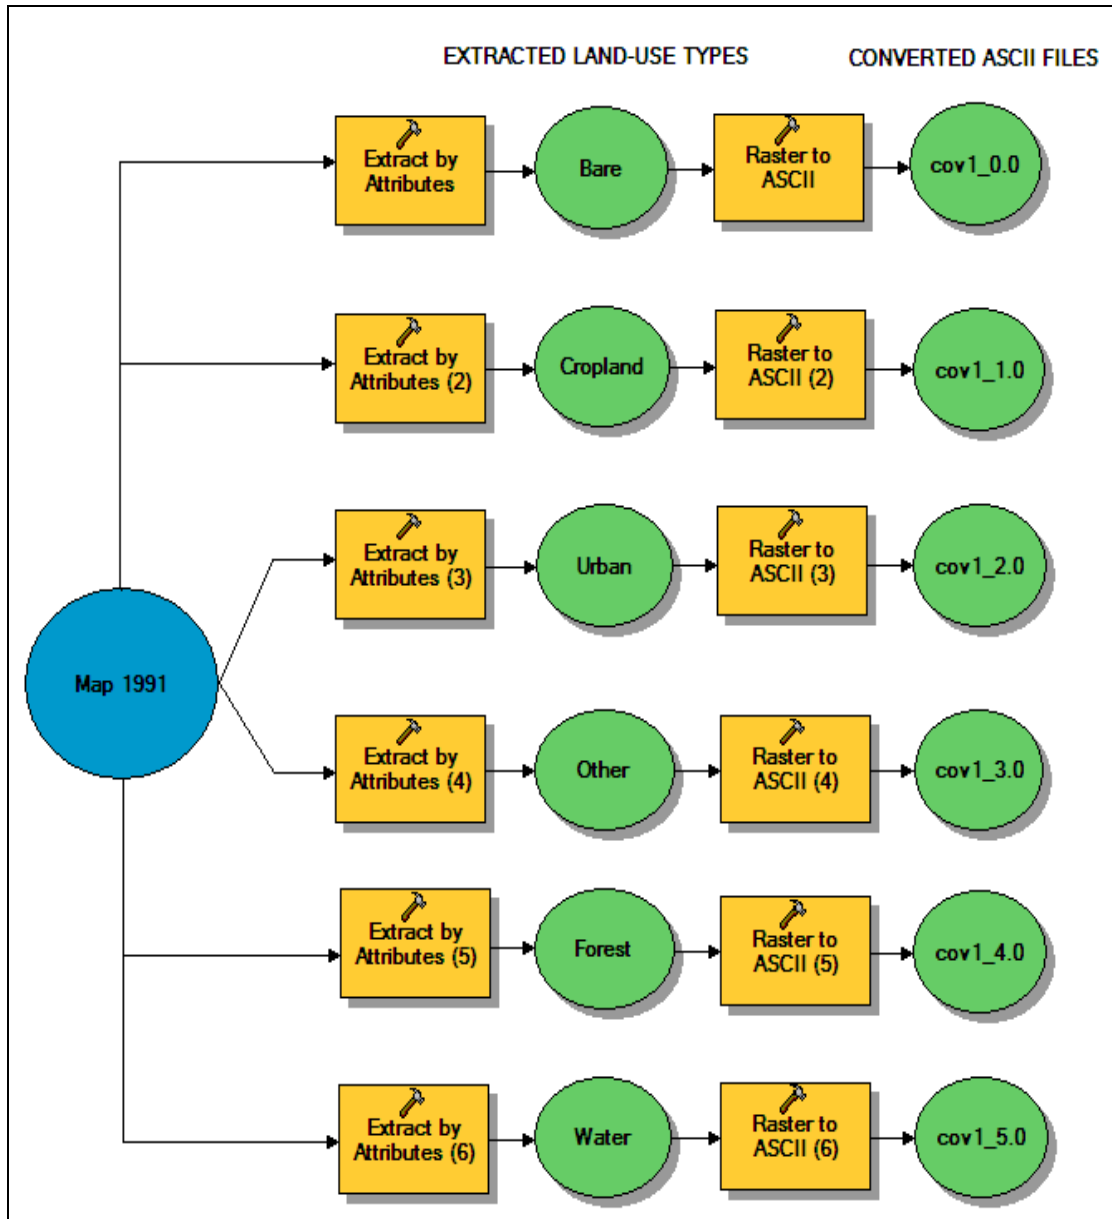 EXTRACTED LAND-USE TYPES
CONVERTED ASCII FILES
Extract by
Attributes
Bare
Raster to
ASCII
cov1_0.0
Extract by
Attributes (2)
Cropland
Raster to
ASCII (2)
cov1_1.0
Extract by
Attributes (3)
Urban
Raster to
ASCII (3)
cov1_2.0
Map 1991
Extract by
Attributes (4)
Other
Raster to
ASCII (4)
cov1_3.0
Extract by
Attributes (5)
Forest
Raster to
ASCII (5)
cov1_4.0
Extract by
Attributes (6)
Water
Raster to
ASCII (6)
cov1_5.0